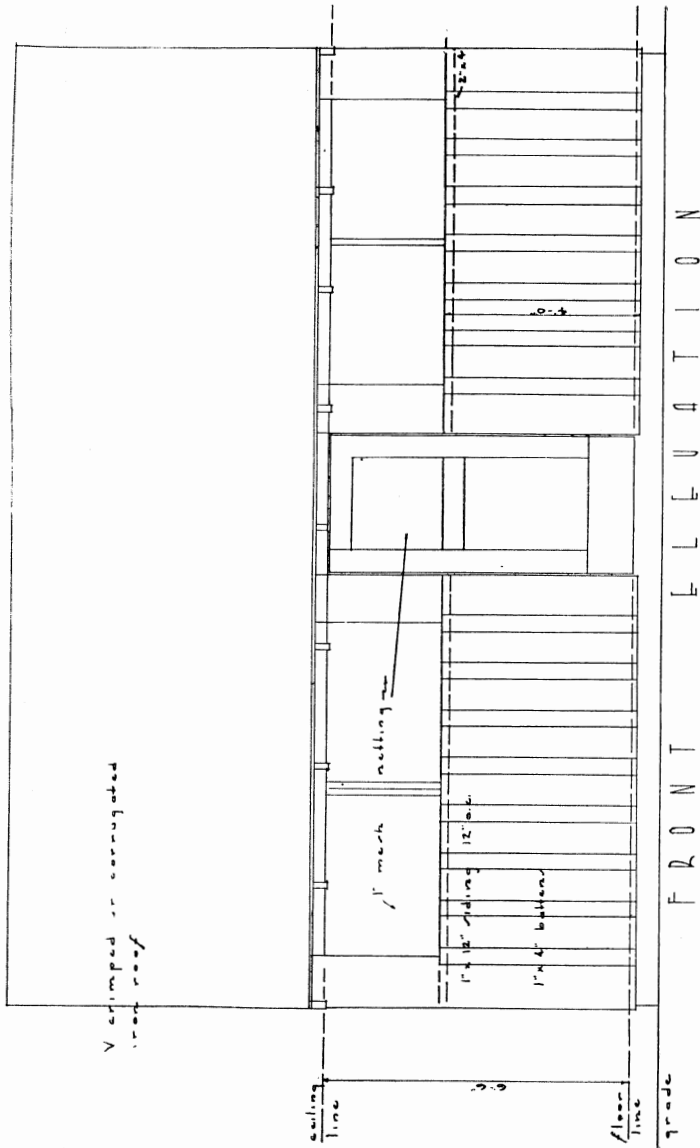 V crimped or corrugated
iron roof
ceiling
line
1" mesh
netting
2"x4
1" x 12" siding 12" o.c.
1" x 4" battens
4'-0"
floor
line
grade
FRONT ELEVATION